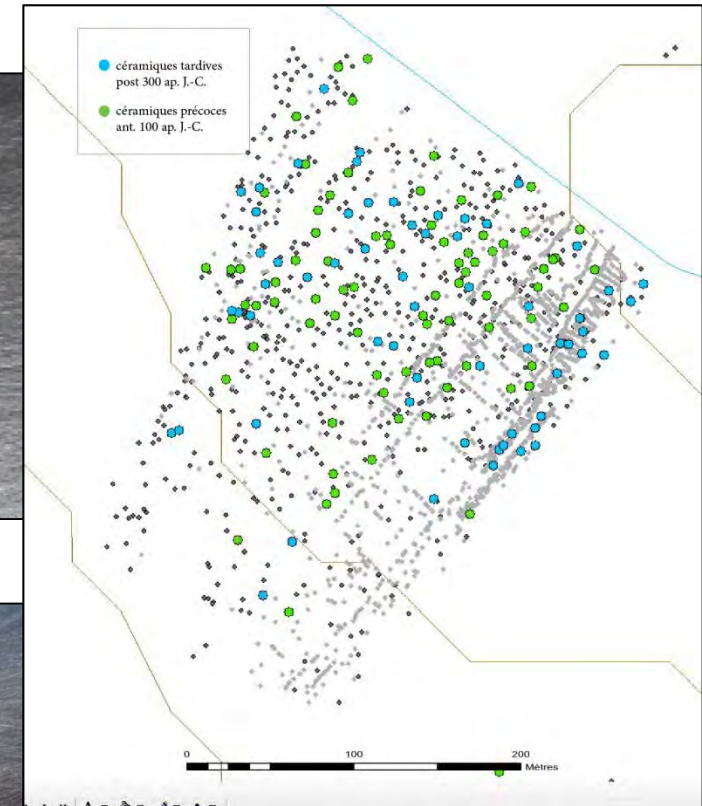 céramiques tardives
post 300 ap. J.-C.
céramiques précoces
ant. 100 ap. J.-C.
0 100 200
Mètres